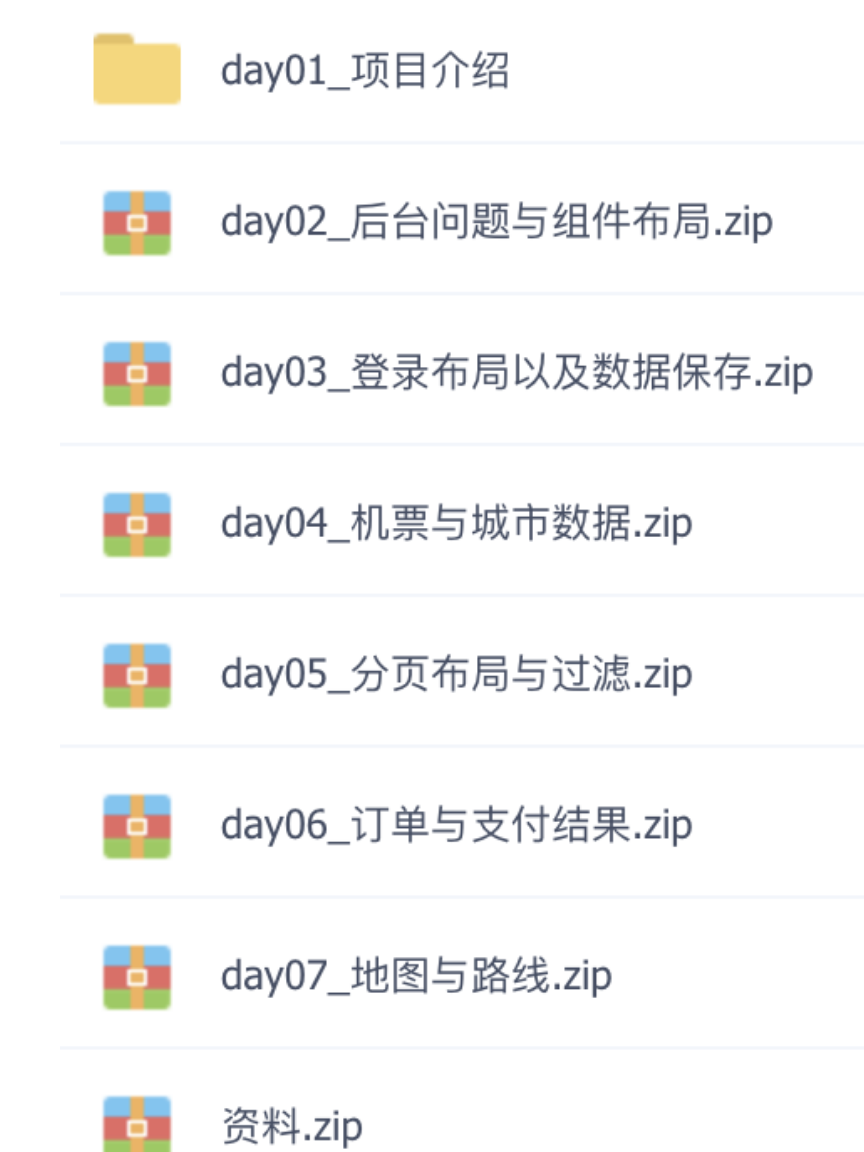 day01_项目介绍
day02_后台问题与组件布局.zip
day03_登录布局以及数据保存.zip
day04_机票与城市数据.zip
day05_分页布局与过滤.zip
day06_订单与支付结果.zip
day07_地图与路线.zip
资料.zip